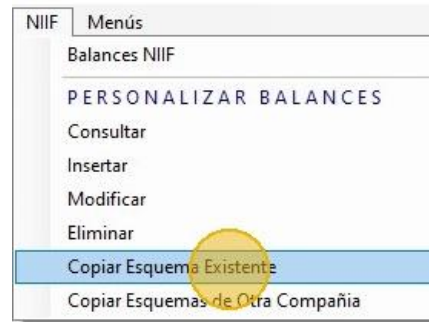 NIIF Menús
Balances NIIF
PERSONALIZAR BALANCES
Consultar
Insertar
Modificar
Eliminar
Copiar Esquema Existente
Copiar Esquemas de Otra Compañia